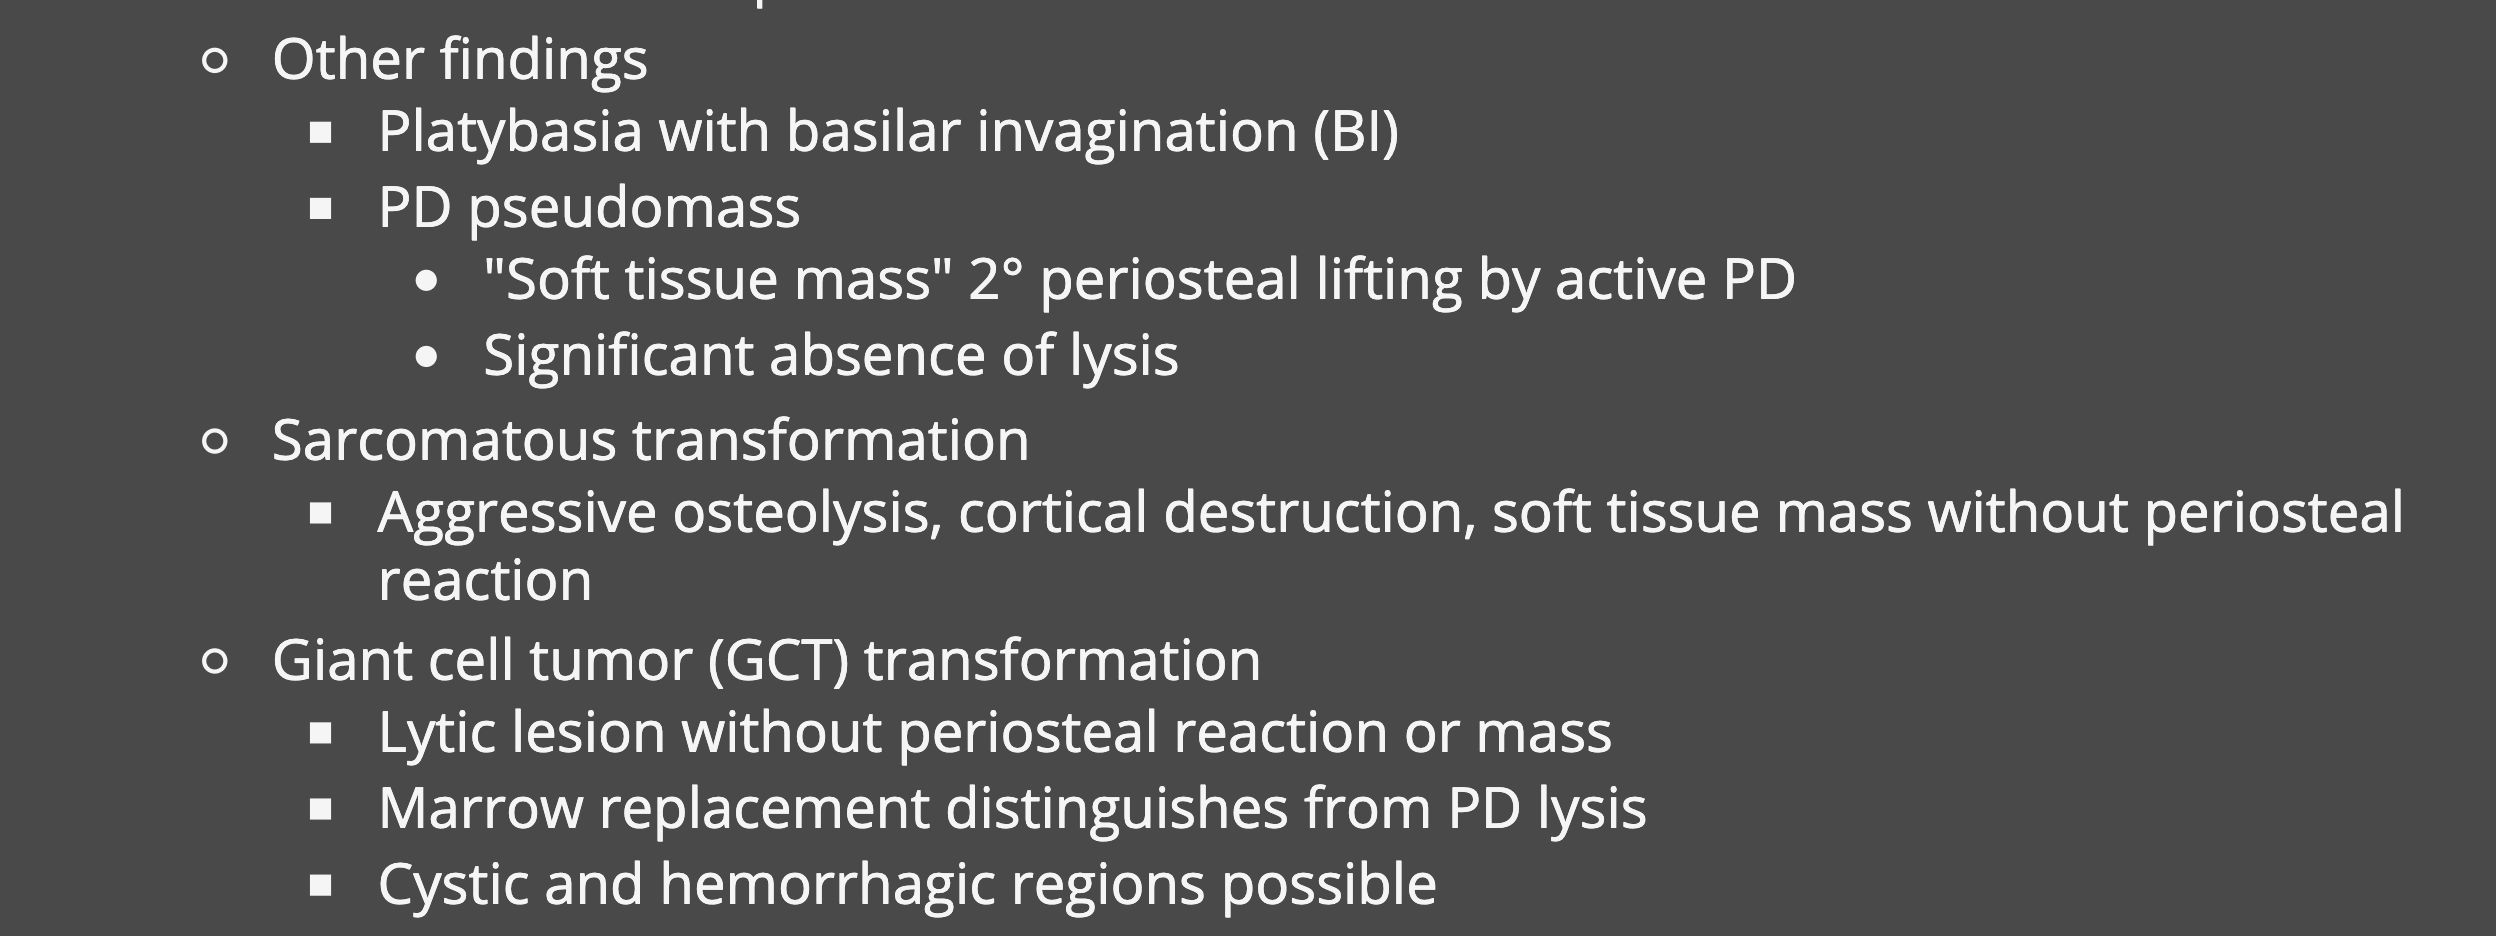 Other findings
Platybasia with basilar invagination (BI)
PD pseudomass
"Soft tissue mass" 2° periosteal lifting by active PD
Significant absence of lysis
Sarcomatous transformation
Aggressive osteolysis, cortical destruction, soft tissue mass without periosteal
reaction
Giant cell tumor (GCT) transformation
Lytic lesion without periosteal reaction or mass
Marrow replacement distinguishes from PD lysis
Cystic and hemorrhagic regions possible